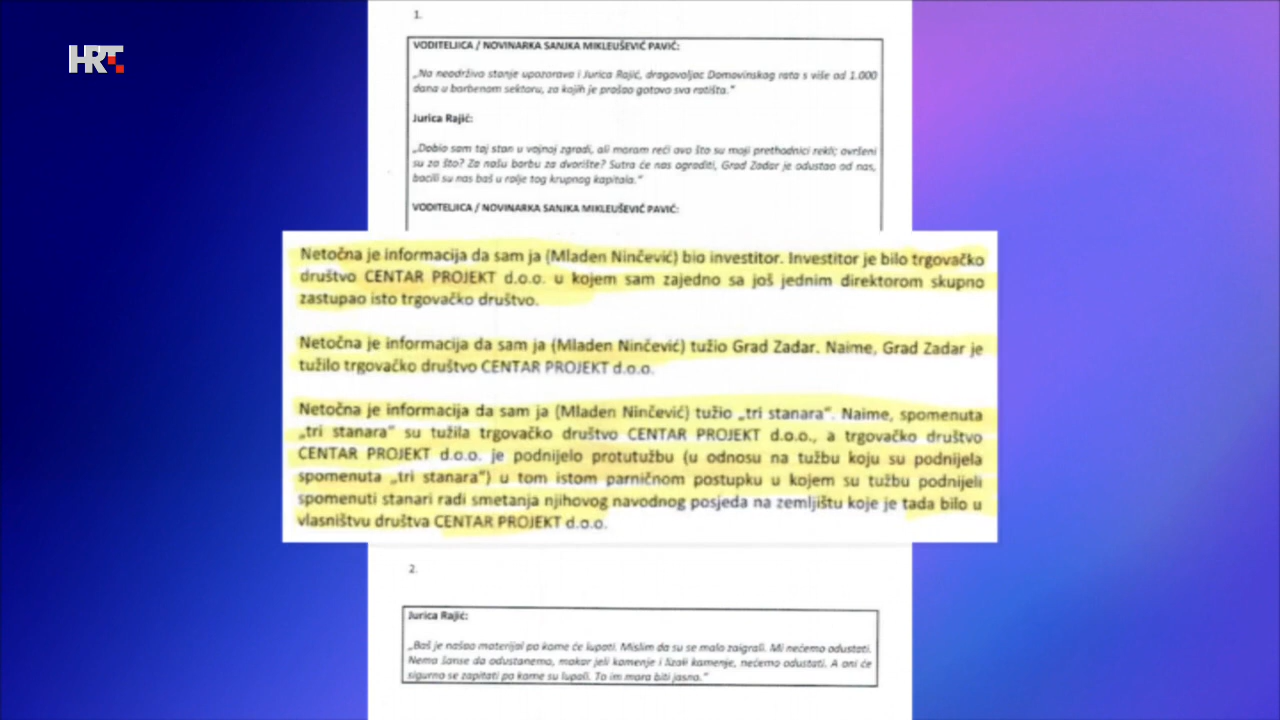 HRT
1.
VODITELJICA / NOVINARKA SANJA MIKLEUŠEVIĆ PAVIĆ:
„Na neodrživo stanje upozorava i Jurica Rajić, dragovoljac Domovinskog rata s više od 1.000
dana u borbenom sektoru, za kojih je prošao gotovo sva ratišta.“
Jurica Rajić:
„Dobio sam taj stan u vojnoj zgradi, ali moram reći ovo što su moji prethodnici rekli; ovršeni
su za što? Za našu borbu za dvorište? Sutra će nas ograditi, Grad Zadar je odustao od nas,
bacili su nas baš u ralje tog krupnog kapitala.“
VODITELJICA / NOVINARKA SANJA MIKLEUŠEVIĆ PAVIĆ:
Netočna je informacija da sam ja (Mladen Ninčević) bio investitor. Investitor je bilo trgovačko
društvo CENTAR PROJEKT d.o.o. u kojem sam zajedno sa još jednim direktorom skupno
zastupao isto trgovačko društvo.
Netočna je informacija da sam ja (Mladen Ninčević) tužio Grad Zadar. Naime, Grad Zadar je
tužilo trgovačko društvo CENTAR PROJEKT d.o.o.
Netočna je informacija da sam ja (Mladen Ninčević) tužio „tri stanara“. Naime, spomenuta
„tri stanara“ su tužila trgovačko društvo CENTAR PROJEKT d.o.o., a trgovačko društvo
CENTAR PROJEKT d.o.o. je podnijelo protutužbu (u odnosu na tužbu koju su podnijela
spomenuta „tri stanara“) u tom istom parničnom postupku u kojem su tužbu podnijeli
spomenuti stanari radi smetanja njihovog navodnog posjeda na zemljištu koje je tada bilo u
vlasništvu društva CENTAR PROJEKT d.o.o.
2.
Jurica Rajić:
„Baš je našao materijal po kome će lupati. Mislim da su se malo zaigrali. Mi nećemo odustati.
Nema šanse da odustanemo, makar jeli kamenje i lizali kamenje, nećemo odustati. A oni će
sigurno se zapitati po kome su lupali. To im mora biti jasno.“